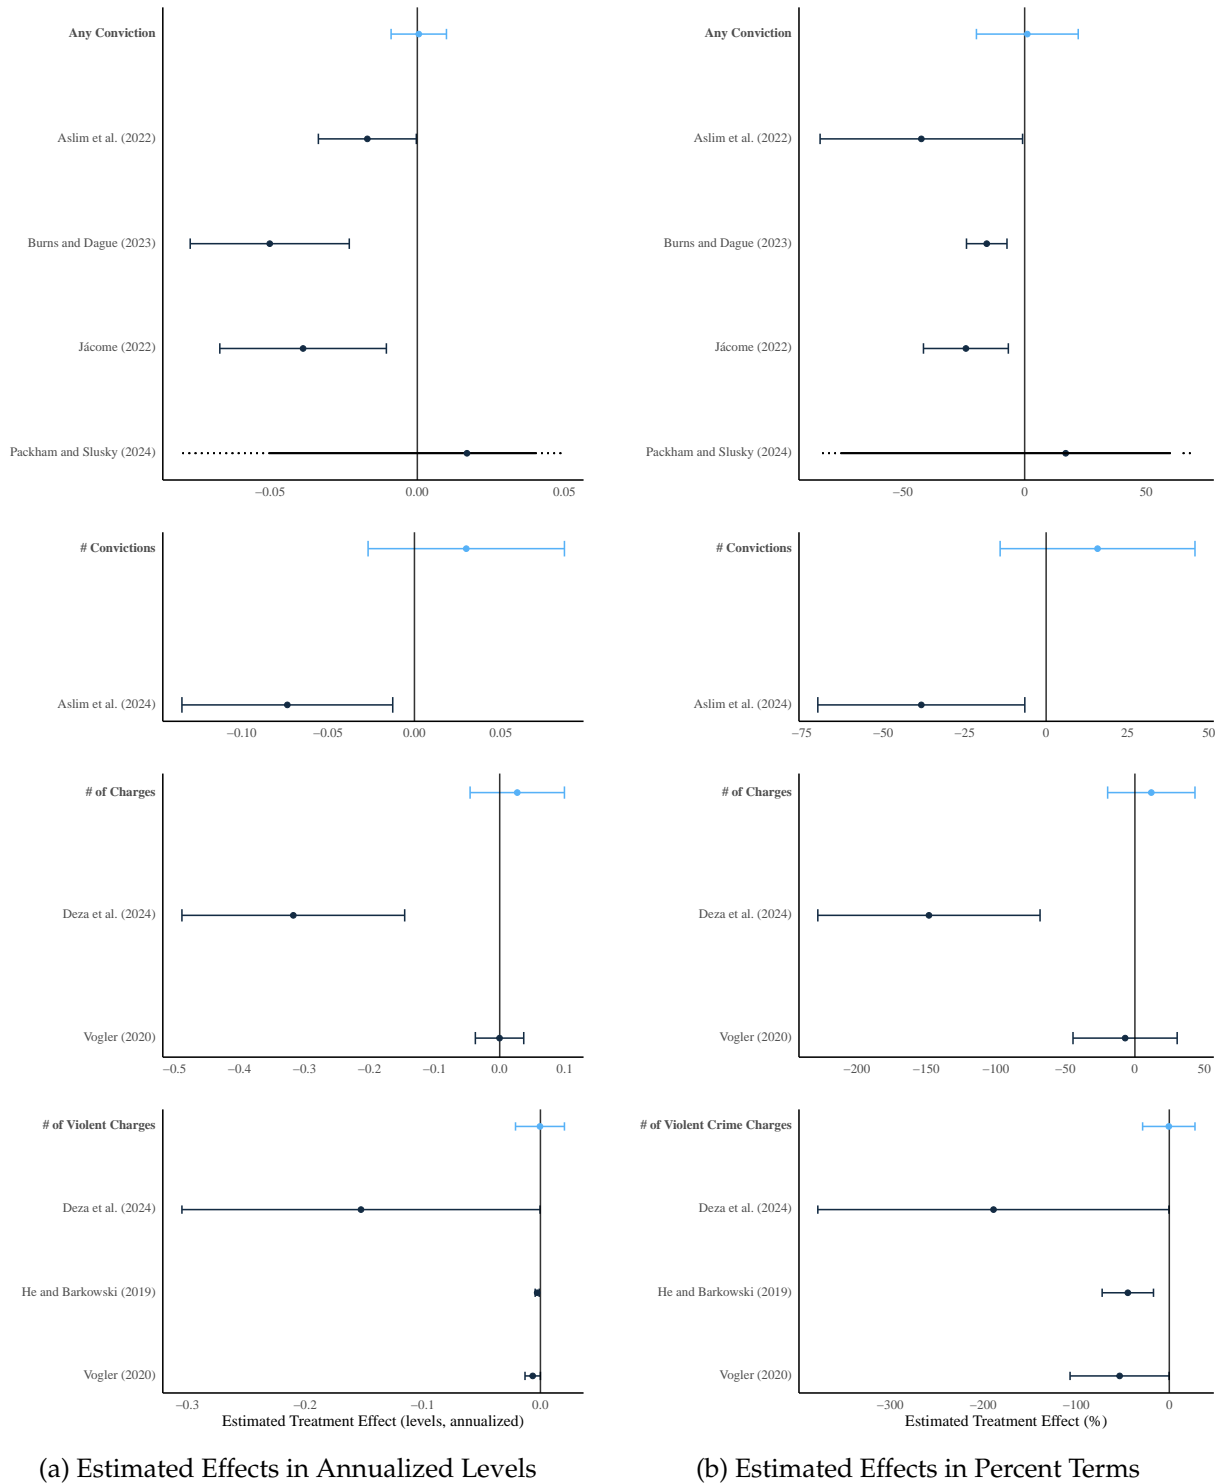 Any Conviction
Aslim et al. (2022)
Burns and Dague (2023)
Jácome (2022)
Packham and Slusky (2024)
−0.05 0.00 0.05
Any Conviction
Aslim et al. (2022)
Burns and Dague (2023)
Jácome (2022)
Packham and Slusky (2024)
−50 0 50
# Convictions
Aslim et al. (2024)
−0.10 −0.05 0.00 0.05
# Convictions
Aslim et al. (2024)
−75 −50 −25 0 25 50
# of Charges
Deza et al. (2024)
Vogler (2020)
−0.5 −0.4 −0.3 −0.2 −0.1 0.0 0.1
# of Charges
Deza et al. (2024)
Vogler (2020)
−200 −150 −100 −50 0 50
# of Violent Charges
Deza et al. (2024)
He and Barkowski (2019)
Vogler (2020)
−0.3 −0.2 −0.1 0.0
Estimated Treatment Effect (levels, annualized)
# of Violent Crime Charges
Deza et al. (2024)
He and Barkowski (2019)
Vogler (2020)
−300 −200 −100 0
Estimated Treatment Effect (%)
(a) Estimated Effects in Annualized Levels
(b) Estimated Effects in Percent Terms